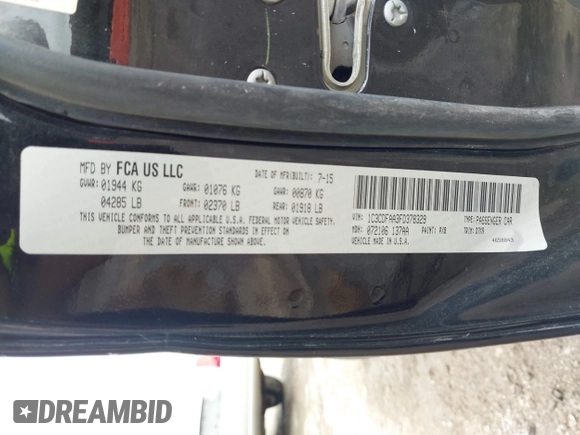 MFD BY FCA US LLC DATE OF MFR(BUILT): 7-15
GVWR: 01944 KG GAWR: 01076 KG GAWR: 00870 KG
04285 LB FRONT: 02370 LB REAR: 01918 LB
THIS VEHICLE CONFORMS TO ALL APPLICABLE U.S. FEDERAL MOTOR VEHICLE SAFETY,
BUMPER AND THEFT PREVENTION STANDARDS IN EFFECT ON
THE DATE OF MANUFACTURE SHOWN ABOVE.
VIN: 1C3CDFAA3FD378328 TYPE: PASSENGER CAR
MDH: 072106 137AA PAINT: PXB TRIM:
VEHICLE MADE IN U.S.A.
DREAMBID